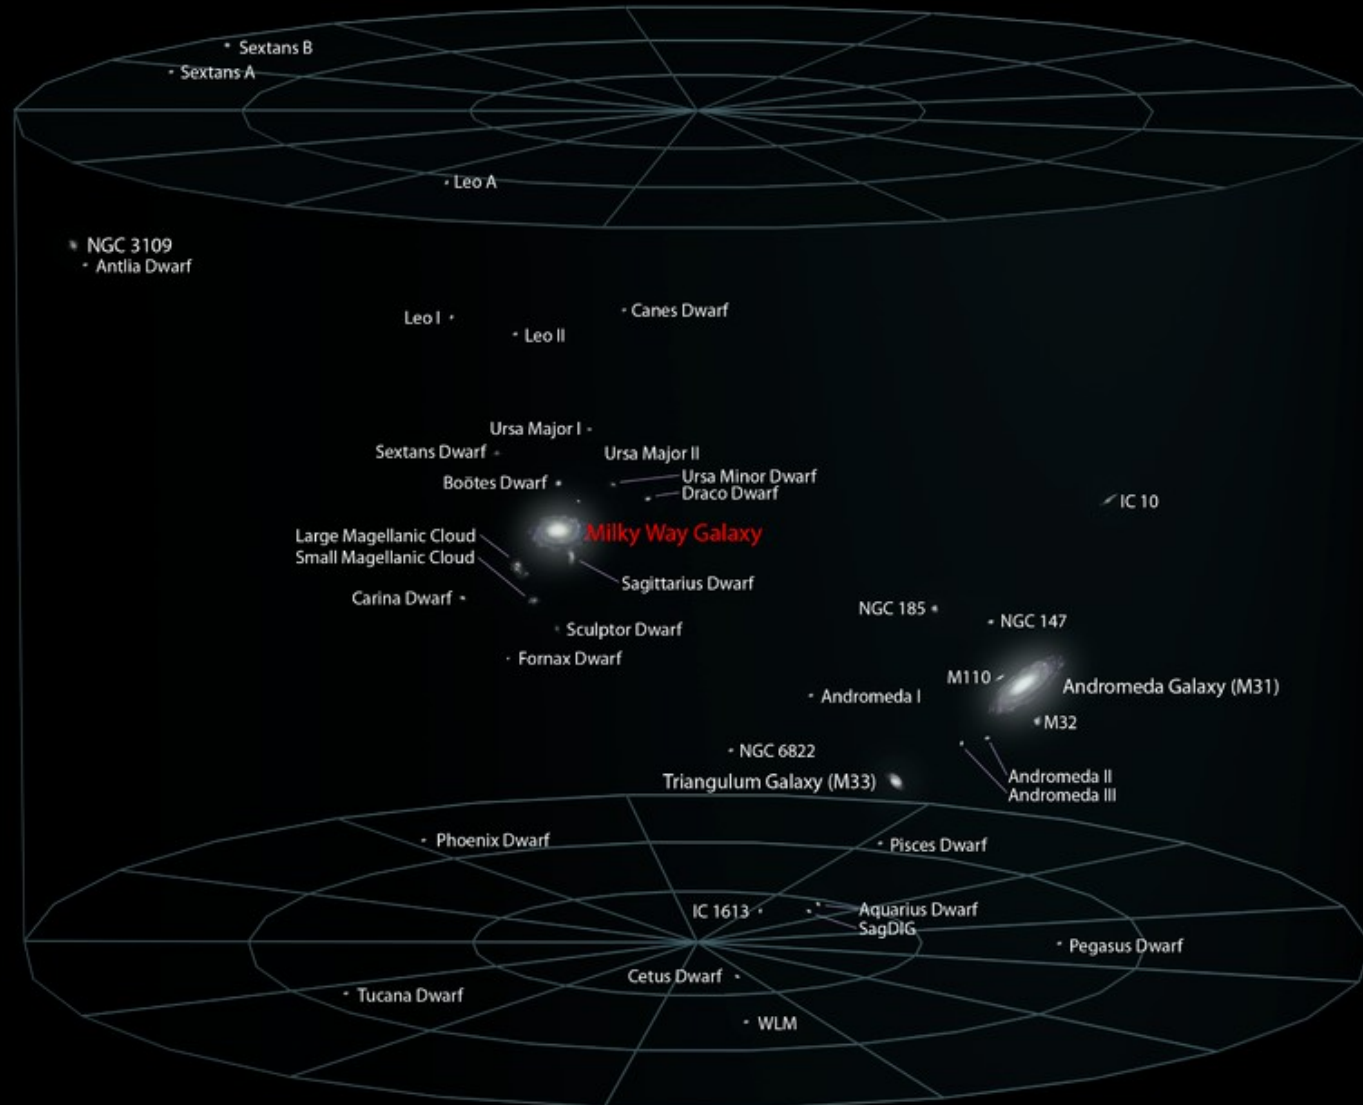 Sextans B
Sextans A
Leo A
NGC 3109
Antlia Dwarf
Canes Dwarf
Leo I
Leo II
Ursa Major I
Sextans Dwarf
Ursa Major II
Ursa Minor Dwarf
Boötes Dwarf
Draco Dwarf
IC 10
Milky Way Galaxy
Large Magellanic Cloud
Small Magellanic Cloud
Sagittarius Dwarf
Carina Dwarf
NGC 185
NGC 147
Sculptor Dwarf
Fornax Dwarf
M110
Andromeda Galaxy (M31)
Andromeda I
M32
NGC 6822
Andromeda II
Triangulum Galaxy (M33)
Andromeda III
Phoenix Dwarf
Pisces Dwarf
IC 1613
Aquarius Dwarf
SagDIG
Pegasus Dwarf
Cetus Dwarf
Tucana Dwarf
WLM